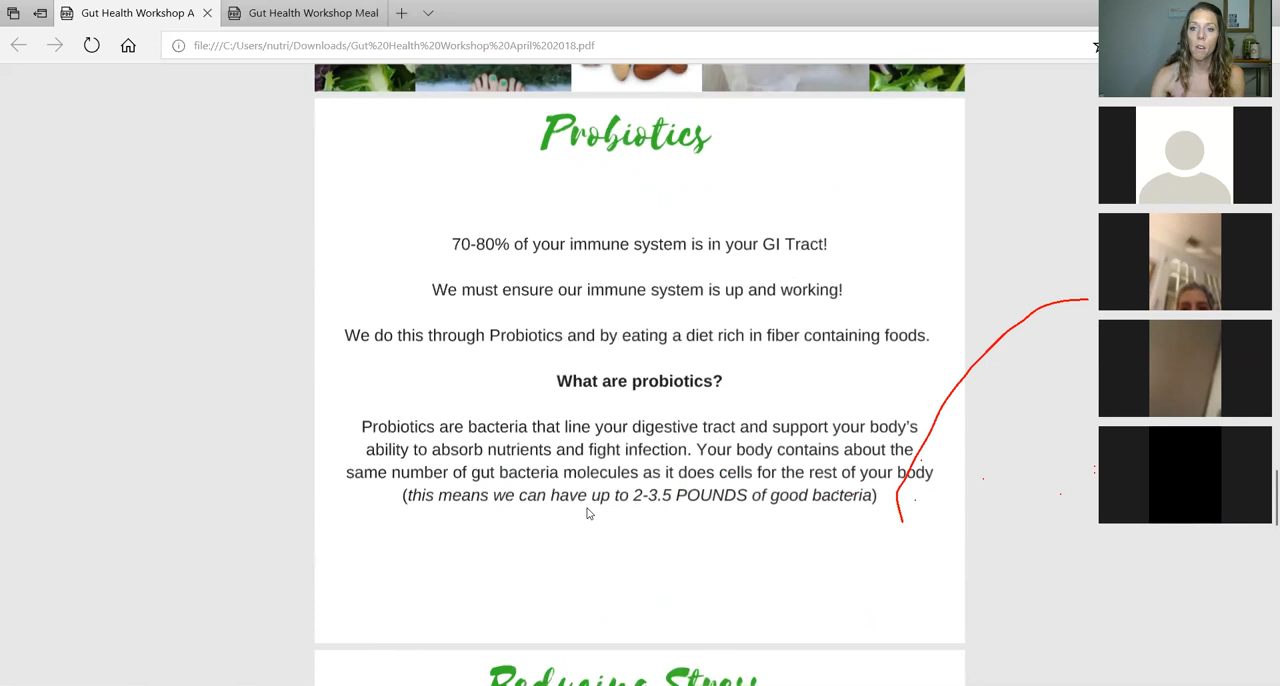 Gut Health Workshop A
Gut Health Workshop Meal
file:///C:/Users/nutri/Downloads/Gut%20Health%20Workshop%20April%202018.pdf
Probiotics
70-80% of your immune system is in your GI Tract!
We must ensure our immune system is up and working!
We do this through Probiotics and by eating a diet rich in fiber containing foods.
What are probiotics?
Probiotics are bacteria that line your digestive tract and support your body’s
ability to absorb nutrients and fight infection. Your body contains about the
same number of gut bacteria molecules as it does cells for the rest of your body
(this means we can have up to 2-3.5 POUNDS of good bacteria)
Reducing Stress